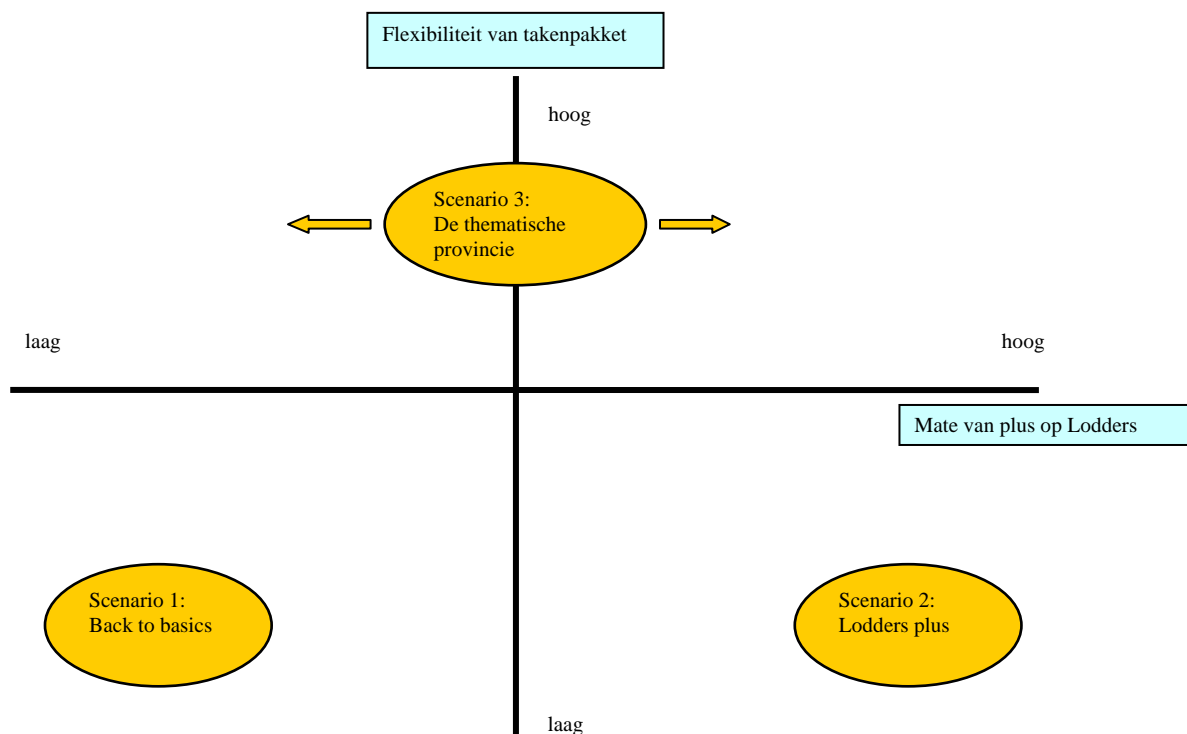 Flexibiliteit van takenpakket
hoog
Scenario 3:
De thematische
provincie
laag
hoog
Mate van plus op Lodders
Scenario 1:
Back to basics
Scenario 2:
Lodders plus
laag